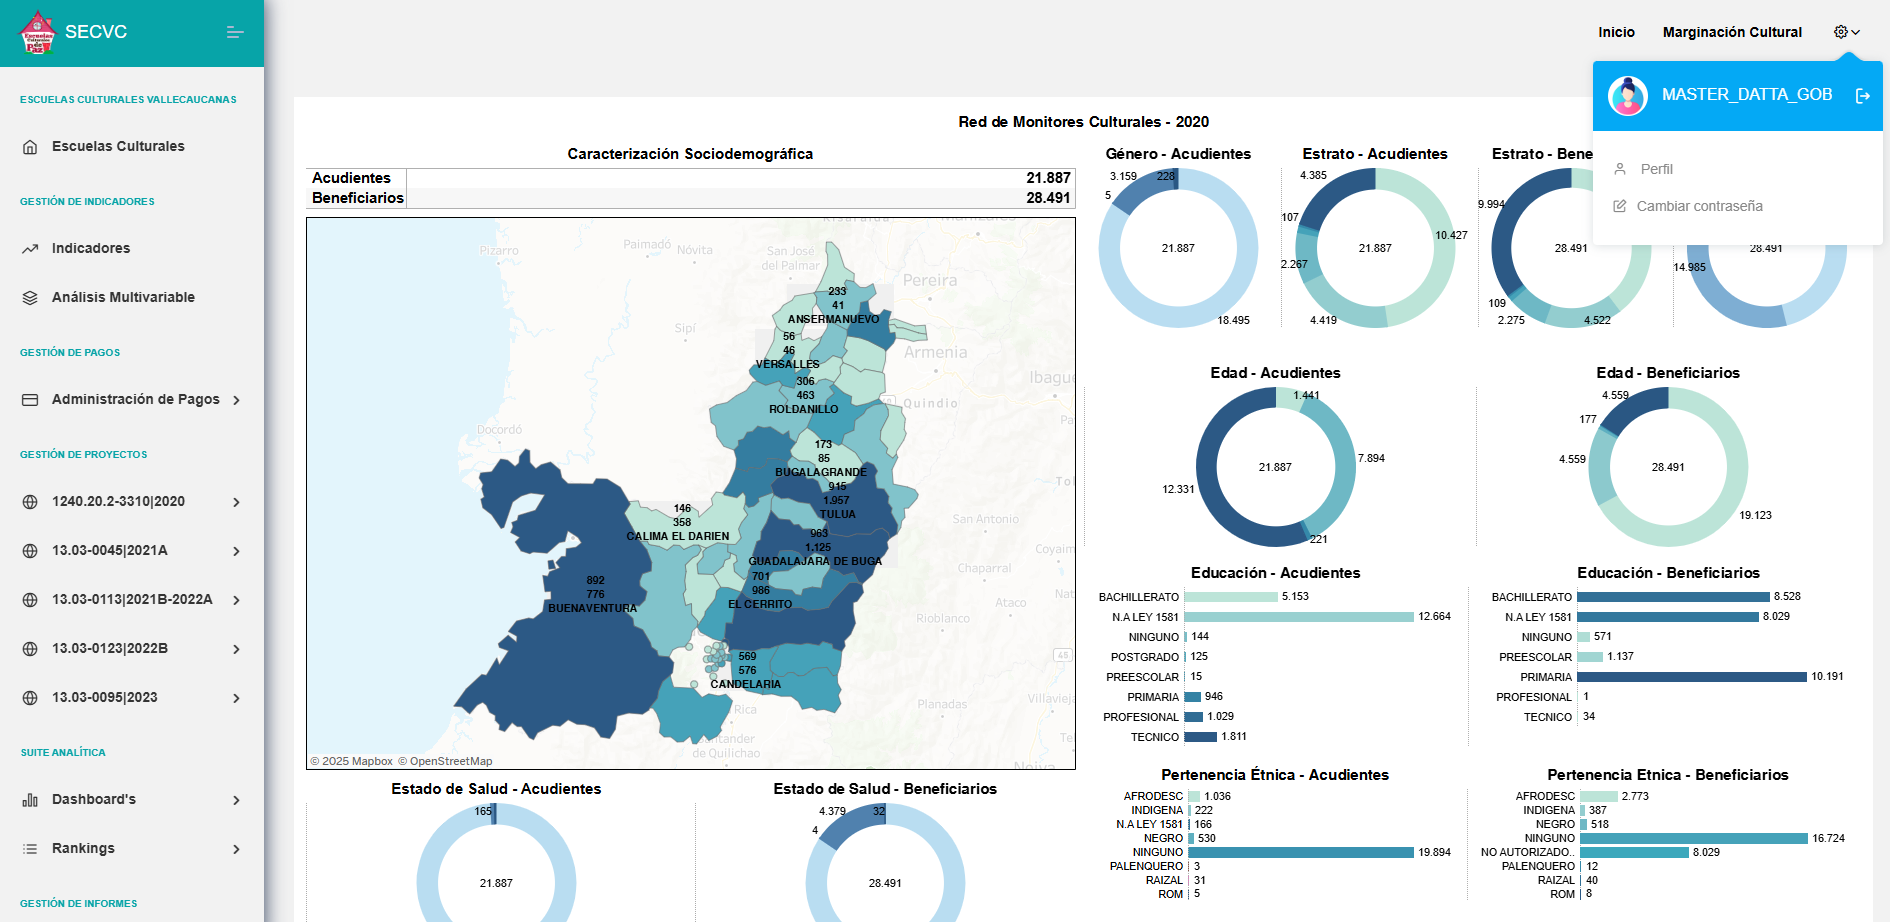 SECVC
Escuelas Culturales de Paz
Inicio
Marginación Cultural
MASTER_DATTA_GOB
Perfil
Cambiar contraseña
ESCUELAS CULTURALES VALLECAUCANAS
Escuelas Culturales
GESTIÓN DE INDICADORES
Indicadores
Análisis Multivariable
GESTIÓN DE PAGOS
Administración de Pagos
GESTIÓN DE PROYECTOS
1240.20.2-3310|2020
13.03-0045|2021A
13.03-0113|2021B-2022A
13.03-0123|2022B
13.03-0095|2023
SUITE ANALÍTICA
Dashboard's
Rankings
GESTIÓN DE INFORMES
Red de Monitores Culturales - 2020
Caracterización Sociodemográfica
Acudientes 21.887
Beneficiarios 28.491
Pizarro
Paimadó
Nóvita
San José
del Palmar
Risaralda
Manizales
Pereira
Sipí
Armenia
Ibagué
Quindio
Docordó
San Antonio
Coyaim
Chaparral
Ataco
Nat
Rioblanco
45
Villavieja
Planadas
Rica
Santander
de Quilichao
Neiva
233
41
ANSERMANUEVO
56
46
VERSALLES
306
463
ROLDANILLO
173
85
BUGALAGRANDE
915
1.957
TULUA
146
358
CALIMA EL DARIEN
963
1.125
GUADALAJARA DE BUGA
701
986
EL CERRITO
892
776
BUENAVENTURA
569
576
CANDELARIA
© 2025 Mapbox © OpenStreetMap
Género - Acudientes
3.159
228
5
21.887
18.495
Estrato - Acudientes
4.385
107
10.427
21.887
2.267
4.419
Estrato - Bene
9.994
28.491
109
2.275
4.522
28.491
14.985
Edad - Acudientes
1.441
7.894
21.887
12.331
221
Edad - Beneficiarios
4.559
177
4.559
28.491
19.123
Educación - Acudientes
BACHILLERATO 5.153
N.A LEY 1581 12.664
NINGUNO 144
POSTGRADO 125
PREESCOLAR 15
PRIMARIA 946
PROFESIONAL 1.029
TECNICO 1.811
Educación - Beneficiarios
BACHILLERATO 8.528
N.A LEY 1581 8.029
NINGUNO 571
PREESCOLAR 1.137
PRIMARIA 10.191
PROFESIONAL 1
TECNICO 34
Estado de Salud - Acudientes
165
21.887
Estado de Salud - Beneficiarios
4.379
32
4
28.491
Pertenencia Étnica - Acudientes
AFRODESC 1.036
INDIGENA 222
N.A LEY 1581 166
NEGRO 530
NINGUNO 19.894
PALENQUERO 3
RAIZAL 31
ROM 5
Pertenencia Etnica - Beneficiarios
AFRODESC 2.773
INDIGENA 387
NEGRO 518
NINGUNO 16.724
NO AUTORIZADO.. 8.029
PALENQUERO 12
RAIZAL 40
ROM 8